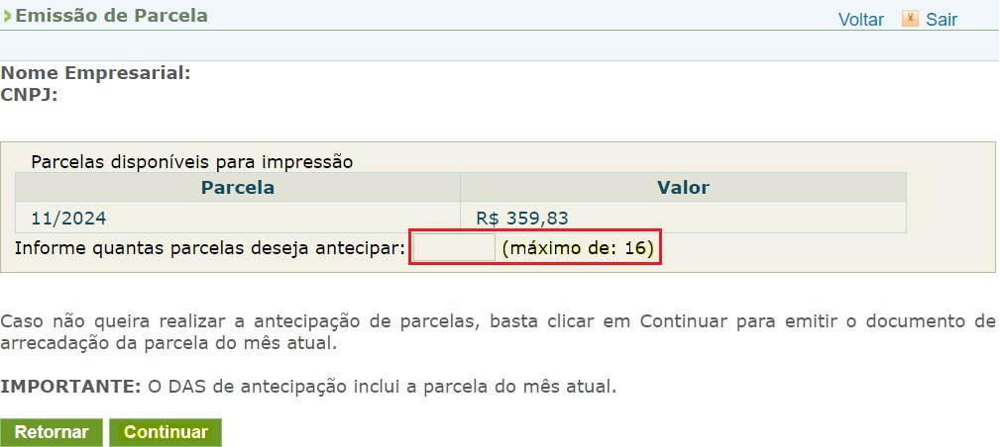 Emissão de Parcela
Voltar Sair
Nome Empresarial:
CNPJ:
Parcelas disponíveis para impressão
Parcela Valor
11/2024 R$ 359,83
Informe quantas parcelas deseja antecipar: (máximo de: 16)
Caso não queira realizar a antecipação de parcelas, basta clicar em Continuar para emitir o documento de
arrecadação da parcela do mês atual.
IMPORTANTE: O DAS de antecipação inclui a parcela do mês atual.
Retornar Continuar